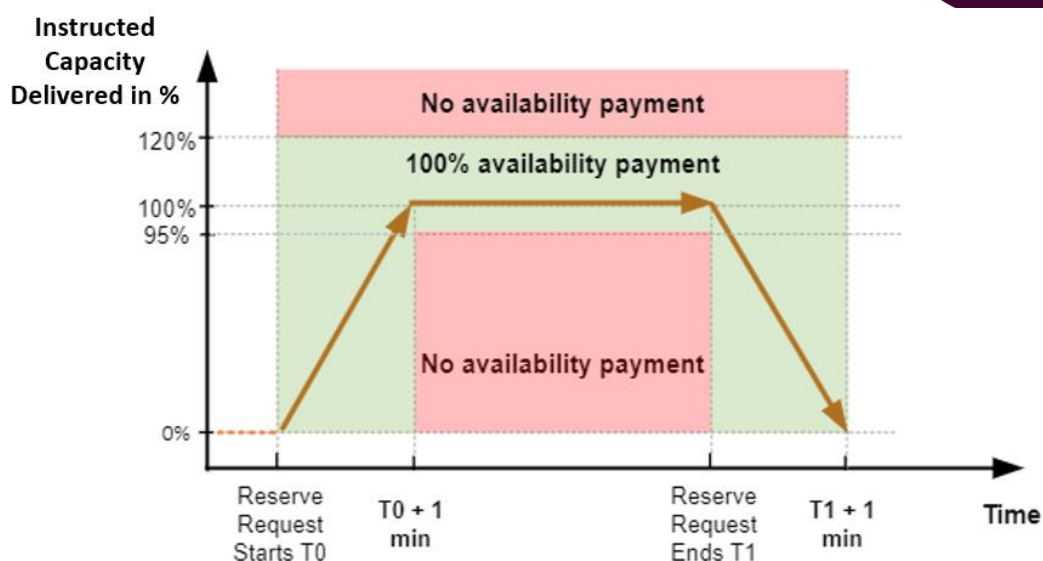 Instructed
Capacity
Delivered in %
No availability payment
120%
100% availability payment
100%
95%
No availability payment
0%
Reserve
Request
Starts T0
T0 + 1
min
Reserve
Request
Ends T1
T1 + 1
min
Time